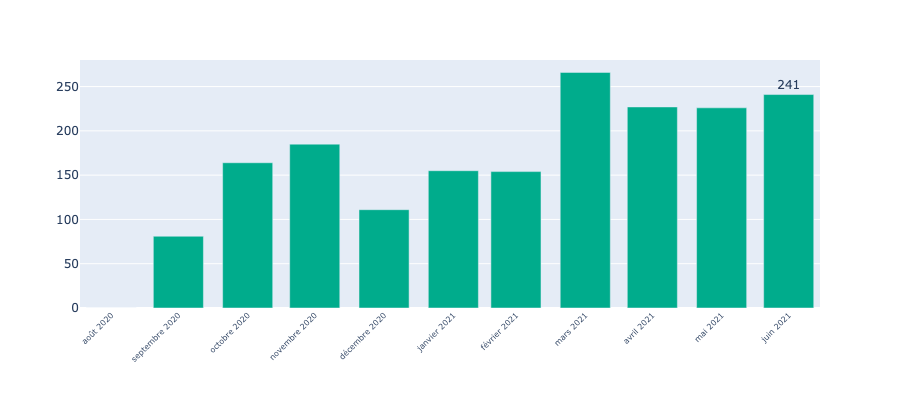 250
200
150
100
50
0
241
août 2020
septembre 2020
octobre 2020
novembre 2020
décembre 2020
janvier 2021
février 2021
mars 2021
avril 2021
mai 2021
juin 2021